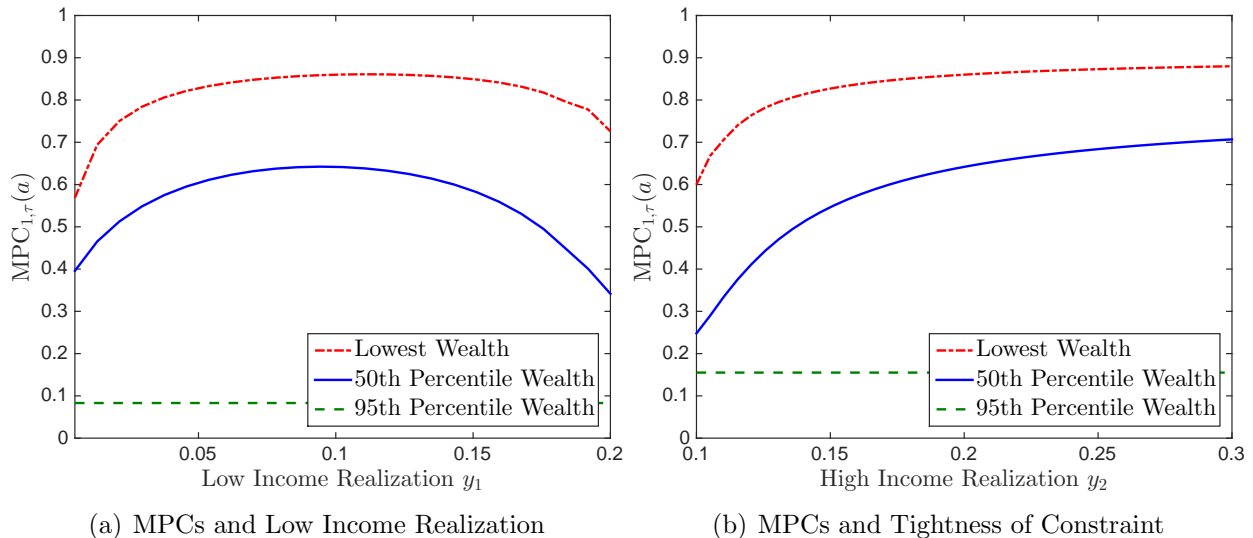 1
0.9
0.8
0.7
0.6
0.5
0.4
0.3
0.2
0.1
0
MPC₁,τ(a)
Lowest Wealth
50th Percentile Wealth
95th Percentile Wealth
0.05
0.1
0.15
0.2
Low Income Realization y₁
(a) MPCs and Low Income Realization
1
0.9
0.8
0.7
0.6
0.5
0.4
0.3
0.2
0.1
0
MPC₁,τ(a)
Lowest Wealth
50th Percentile Wealth
95th Percentile Wealth
0.1
0.15
0.2
0.25
0.3
High Income Realization y₂
(b) MPCs and Tightness of Constraint